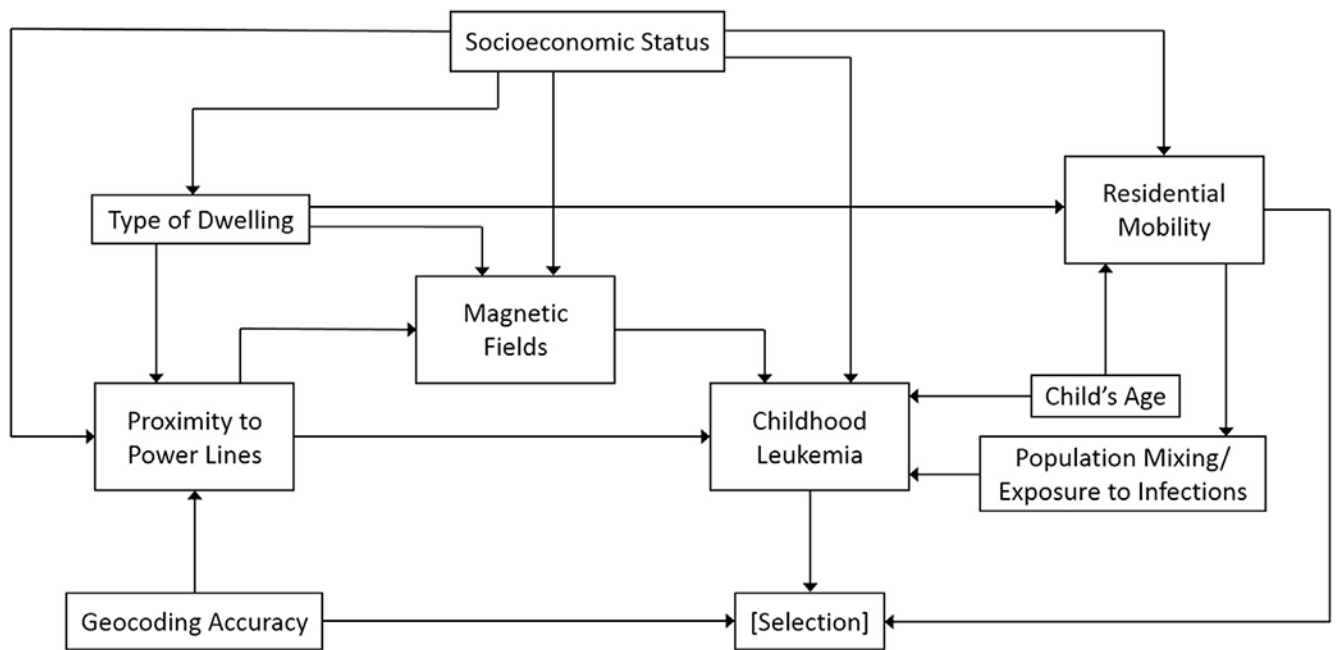 Socioeconomic Status
Residential
Mobility
Type of Dwelling
Magnetic
Fields
Child’s Age
Proximity to
Power Lines
Childhood
Leukemia
Population Mixing/
Exposure to Infections
Geocoding Accuracy
[Selection]